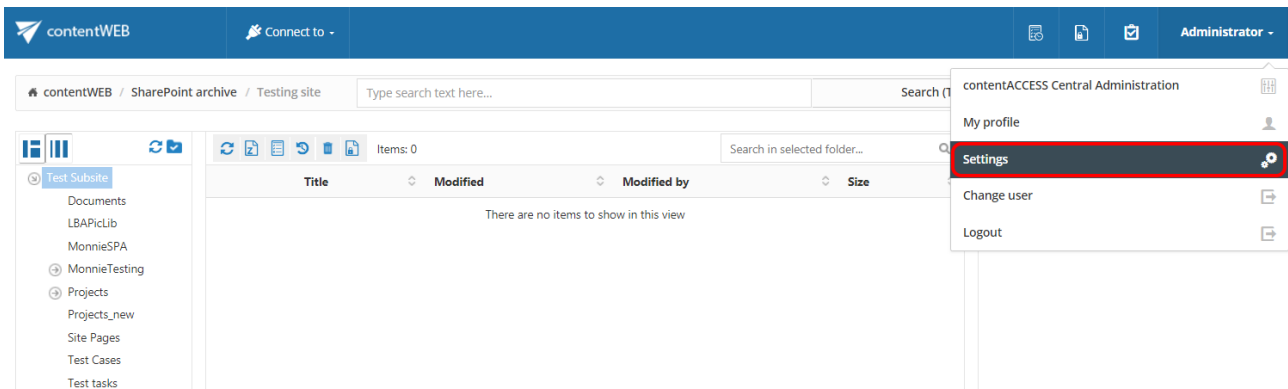 contentWEB
Connect to
Administrator
contentWEB / SharePoint archive / Testing site
Type search text here...
Search (T
contentACCESS Central Administration
My profile
Settings
Change user
Logout
Items: 0
Search in selected folder...
Title
Modified
Modified by
Size
There are no items to show in this view
Test Subsite
Documents
LBAPicLib
MonnieSPA
MonnieTesting
Projects
Projects_new
Site Pages
Test Cases
Test tasks